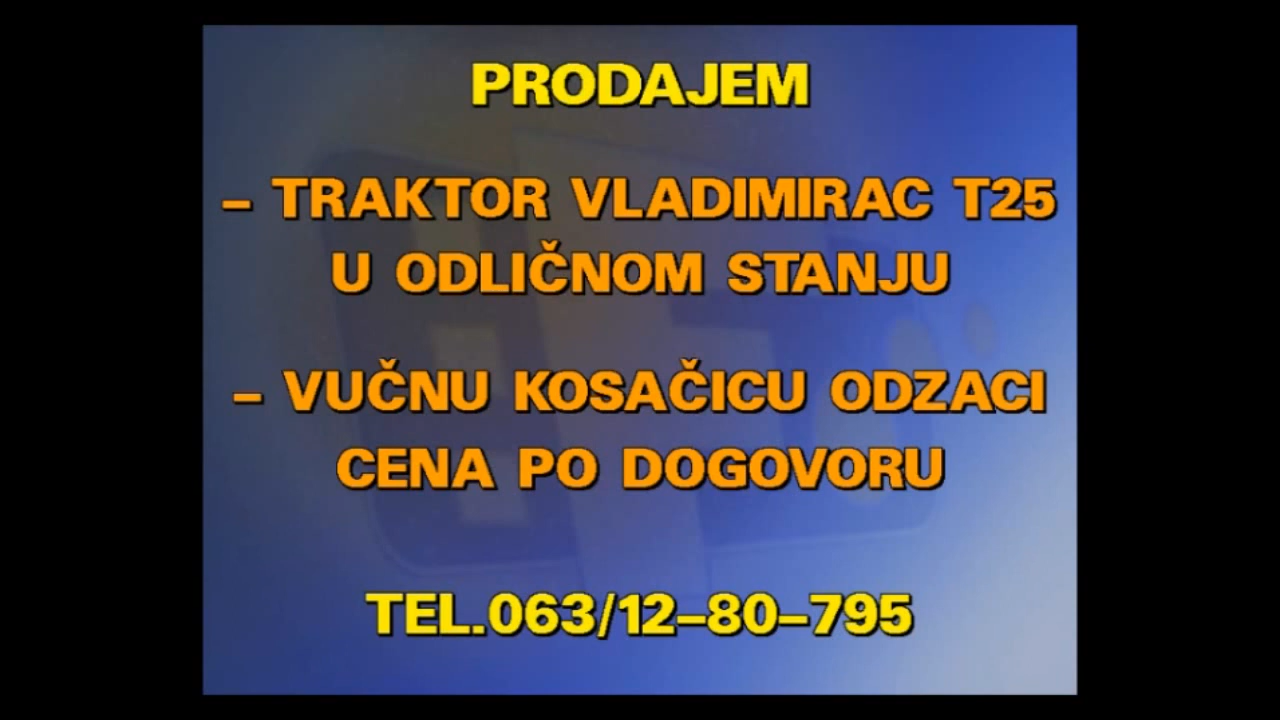 PRODAJEM
– TRAKTOR VLADIMIRAC T25
U ODLIČNOM STANJU
– VUČNU KOSAČICU ODZACI
CENA PO DOGOVORU
TEL.063/12–80–795